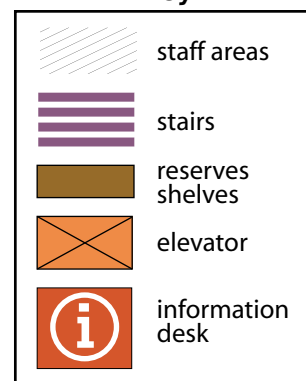 staff areas
stairs
reserves
shelves
elevator
information
desk